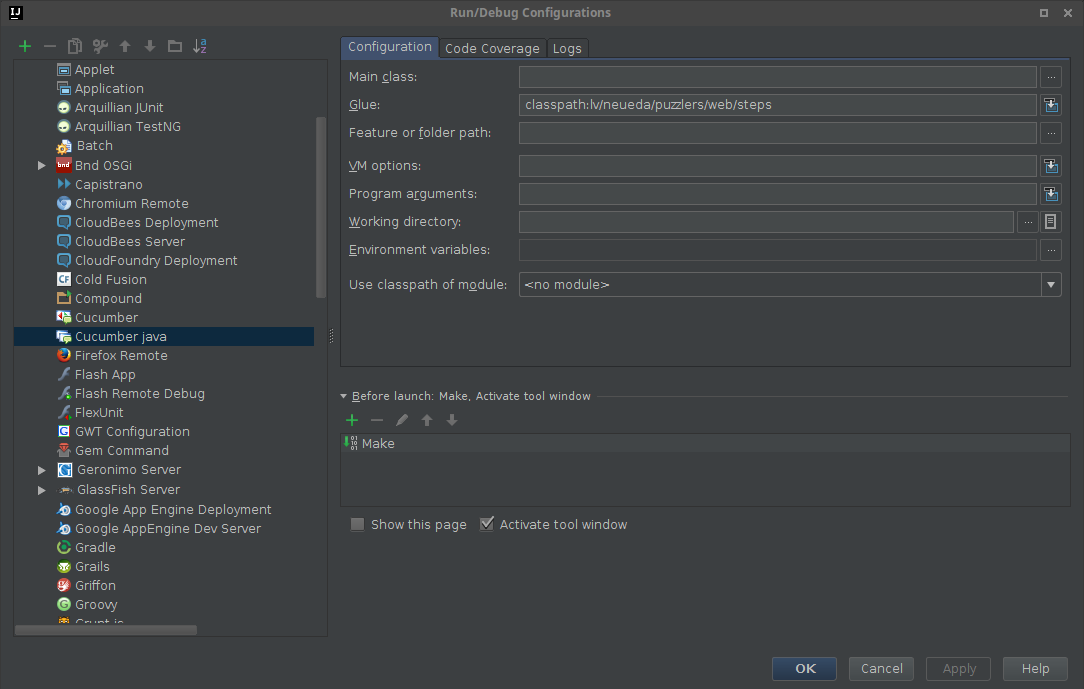 IJ
Run/Debug Configurations
Applet
Application
Arquillian JUnit
Arquillian TestNG
Batch
bnd Bnd OSGi
Capistrano
Chromium Remote
CloudBees Deployment
CloudBees Server
CloudFoundry Deployment
CF Cold Fusion
Compound
Cucumber
Cucumber java
Firefox Remote
Flash App
Flash Remote Debug
FlexUnit
G GWT Configuration
Gem Command
G Geronimo Server
GlassFish Server
Google App Engine Deployment
Google AppEngine Dev Server
Gradle
Grails
Griffon
G Groovy
Configuration Code Coverage Logs
Main class: ...
Glue: classpath:lv/neueda/puzzlers/web/steps
Feature or folder path: ...
VM options:
Program arguments:
Working directory: ...
Environment variables: ...
Use classpath of module: <no module>
Before launch: Make, Activate tool window
Make
Show this page Activate tool window
OK Cancel Apply Help